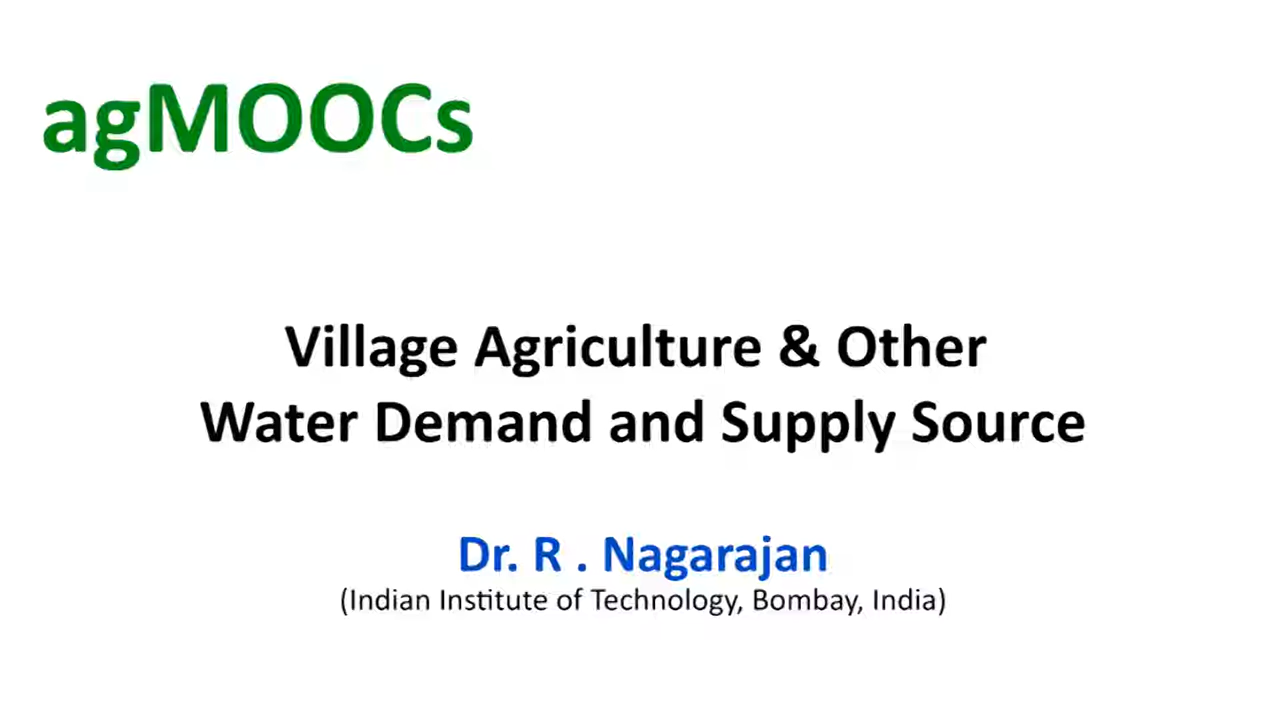 agMOOCs
Village Agriculture & Other
Water Demand and Supply Source
Dr. R . Nagarajan
(Indian Institute of Technology, Bombay, India)